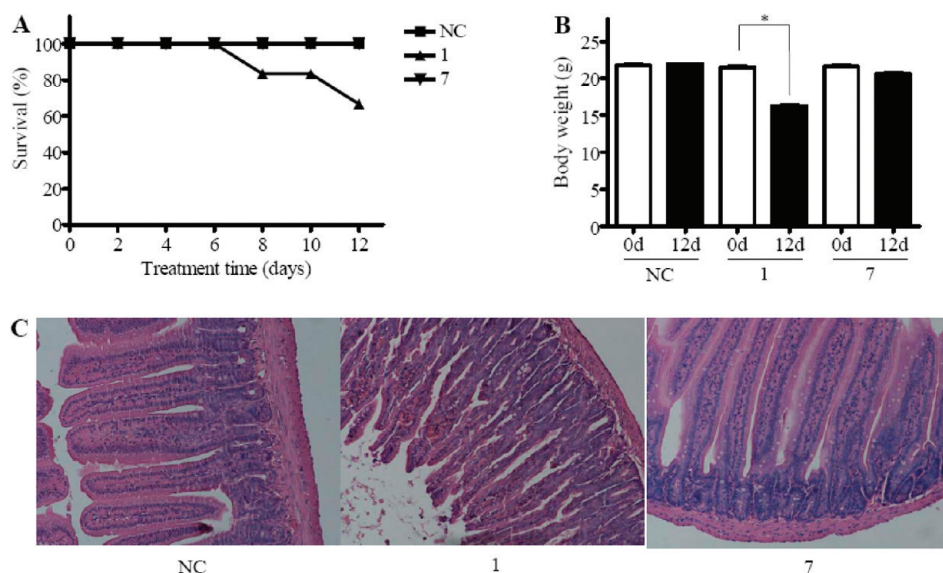 A
Survival (%)
100
80
60
40
20
0
0 2 4 6 8 10 12
Treatment time (days)
NC
1
7
B
Body weight (g)
25
20
15
10
5
0
*
0d 12d 0d 12d 0d 12d
NC 1 7
C
NC 1 7